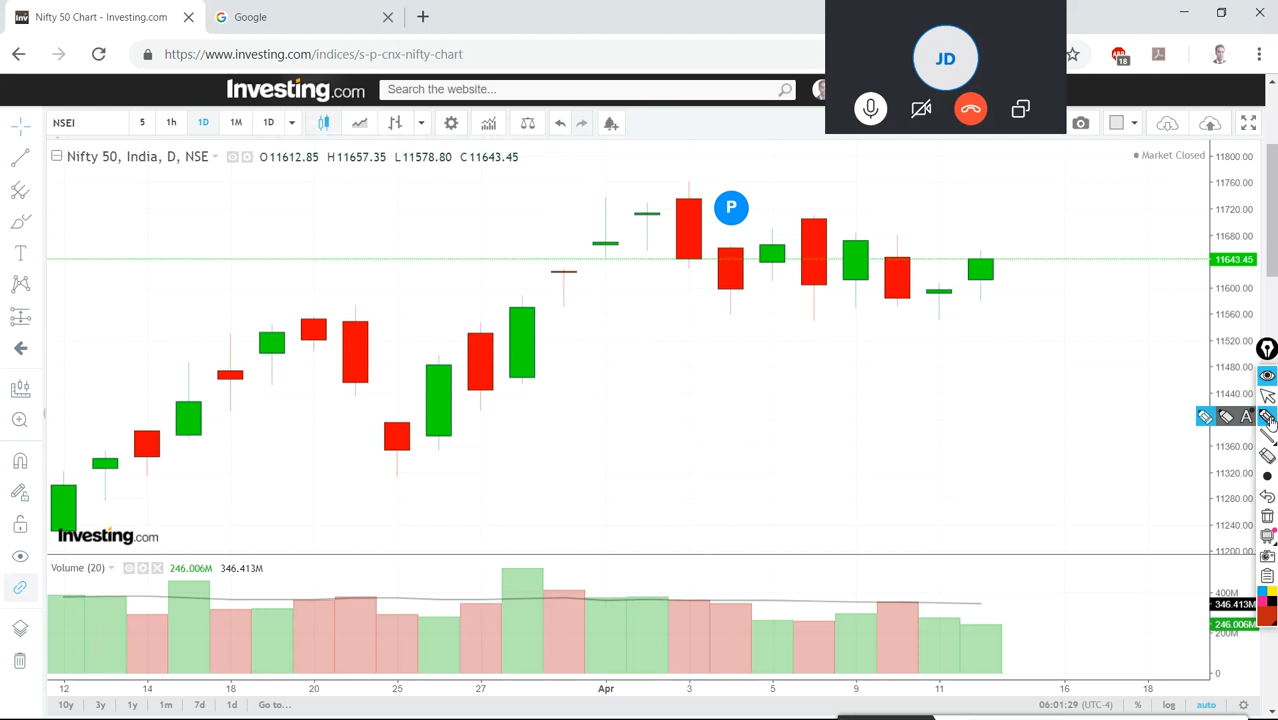 Inv Nifty 50 Chart - Investing.com
Google
https://www.investing.com/indices/s-p-cnx-nifty-chart
JD
18
Investing.com
Search the website...
NSEI 5 1h 1D 1M 1D
Nifty 50, India, D, NSE O11612.85 H11657.35 L11578.80 C11643.45
Market Closed
P
11800.00
11760.00
11720.00
11680.00
11643.45
11600.00
11560.00
11520.00
11480.00
11440.00
11360.00
11320.00
11280.00
11240.00
11200.00
A
Investing.com
Volume (20) 246.006M 346.413M
400M
346.413M
246.006M
200M
0
12 14 18 20 25 27 Apr 3 5 9 11 16 18
10y 3y 1y 1m 7d 1d Go to... 06:01:29 (UTC-4) % log auto